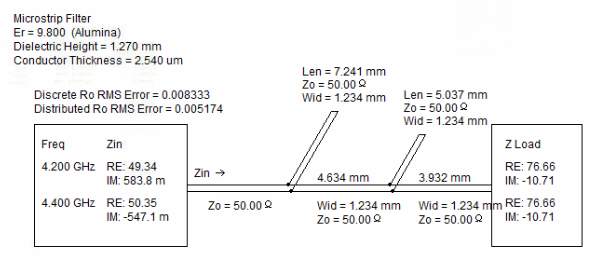 Microstrip Filter
Er = 9.800 (Alumina)
Dielectric Height = 1.270 mm
Conductor Thickness = 2.540 um
Discrete Ro RMS Error = 0.008333
Distributed Ro RMS Error = 0.005174
Len = 7.241 mm
Zo = 50.00 Ω
Wid = 1.234 mm
Len = 5.037 mm
Zo = 50.00 Ω
Wid = 1.234 mm
Freq Zin
4.200 GHz RE: 49.34
IM: 583.8 m
4.400 GHz RE: 50.35
IM: -547.1 m
Zin →
Zo = 50.00 Ω
4.634 mm
Wid = 1.234 mm
Zo = 50.00 Ω
3.932 mm
Wid = 1.234 mm
Zo = 50.00 Ω
Z Load
RE: 76.66
IM: -10.71
RE: 76.66
IM: -10.71